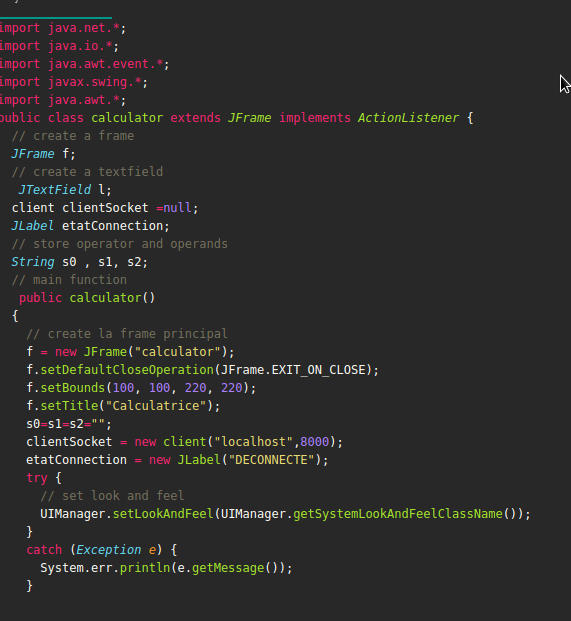 import java.net.*;
import java.io.*;
import java.awt.event.*;
import javax.swing.*;
import java.awt.*;
public class calculator extends JFrame implements ActionListener {
// create a frame
JFrame f;
// create a textfield
JTextField l;
client clientSocket =null;
JLabel etatConnection;
// store operator and operands
String s0 , s1, s2;
// main function
public calculator()
{
// create la frame principal
f = new JFrame("calculator");
f.setDefaultCloseOperation(JFrame.EXIT_ON_CLOSE);
f.setBounds(100, 100, 220, 220);
f.setTitle("Calculatrice");
s0=s1=s2="";
clientSocket = new client("localhost",8000);
etatConnection = new JLabel("DECONNECTE");
try {
// set look and feel
UIManager.setLookAndFeel(UIManager.getSystemLookAndFeelClassName());
}
catch (Exception e) {
System.err.println(e.getMessage());
}